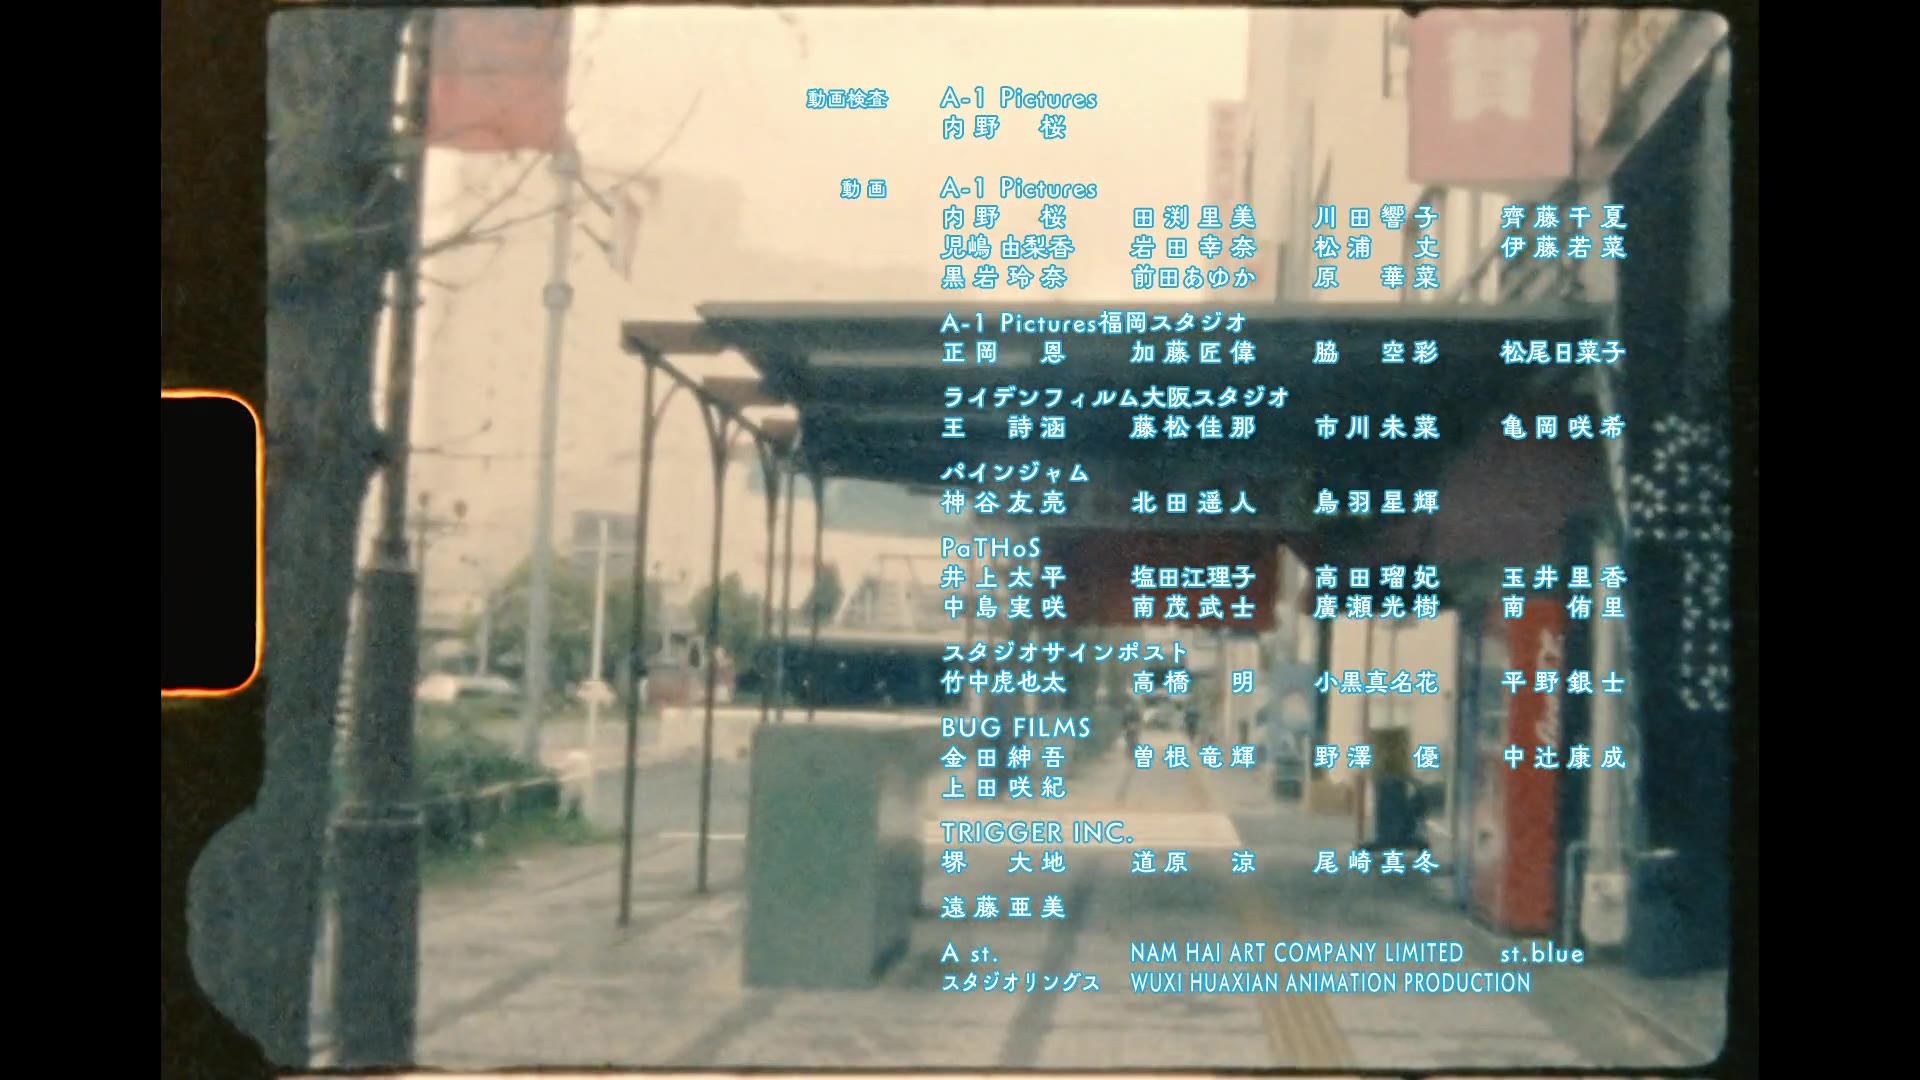 動画検査 A-1 Pictures
内野 桜
動画 A-1 Pictures
内野 桜 田渕里美 川田響子 齊藤千夏
児嶋由梨香 岩田幸奈 松浦 丈 伊藤若菜
黒岩玲奈 前田あゆか 原 華菜
A-1 Pictures福岡スタジオ
正岡 恩 加藤匠偉 脇 空彩 松尾日菜子
ライデンフィルム大阪スタジオ
王 詩涵 藤松佳那 市川未菜 亀岡咲希
パインジャム
神谷友亮 北田遥人 鳥羽星輝
PaTHoS
井上太平 塩田江理子 高田瑠妃 玉井里香
中島実咲 南茂武士 廣瀬光樹 南 侑里
スタジオサインポスト
竹中虎也太 高橋 明 小黒真名花 平野銀士
BUG FILMS
金田紳吾 曽根竜輝 野澤 優 中辻康成
上田咲紀
TRIGGER INC.
堺 大地 道原 涼 尾崎真冬
遠藤亜美
A st. NAM HAI ART COMPANY LIMITED st.blue
スタジオリングス WUXI HUAXIAN ANIMATION PRODUCTION